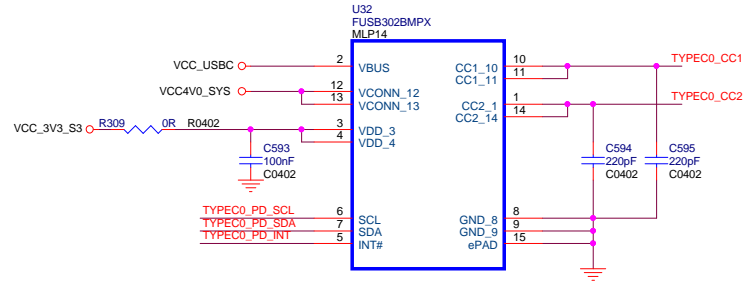 U32
FUSB302BMPX
MLP14
VCC_USBC
2
VBUS
CC1_10
10
TYPEC0_CC1
CC1_11
11
VCC4V0_SYS
12
VCONN_12
13
VCONN_13
CC2_1
1
TYPEC0_CC2
CC2_14
14
VCC_3V3_S3
R309
0R
R0402
3
VDD_3
4
VDD_4
C593
100nF
C0402
C594
220pF
C0402
C595
220pF
C0402
TYPEC0_PD_SCL
6
SCL
GND_8
8
TYPEC0_PD_SDA
7
SDA
GND_9
9
TYPEC0_PD_INT
5
INT#
ePAD
15